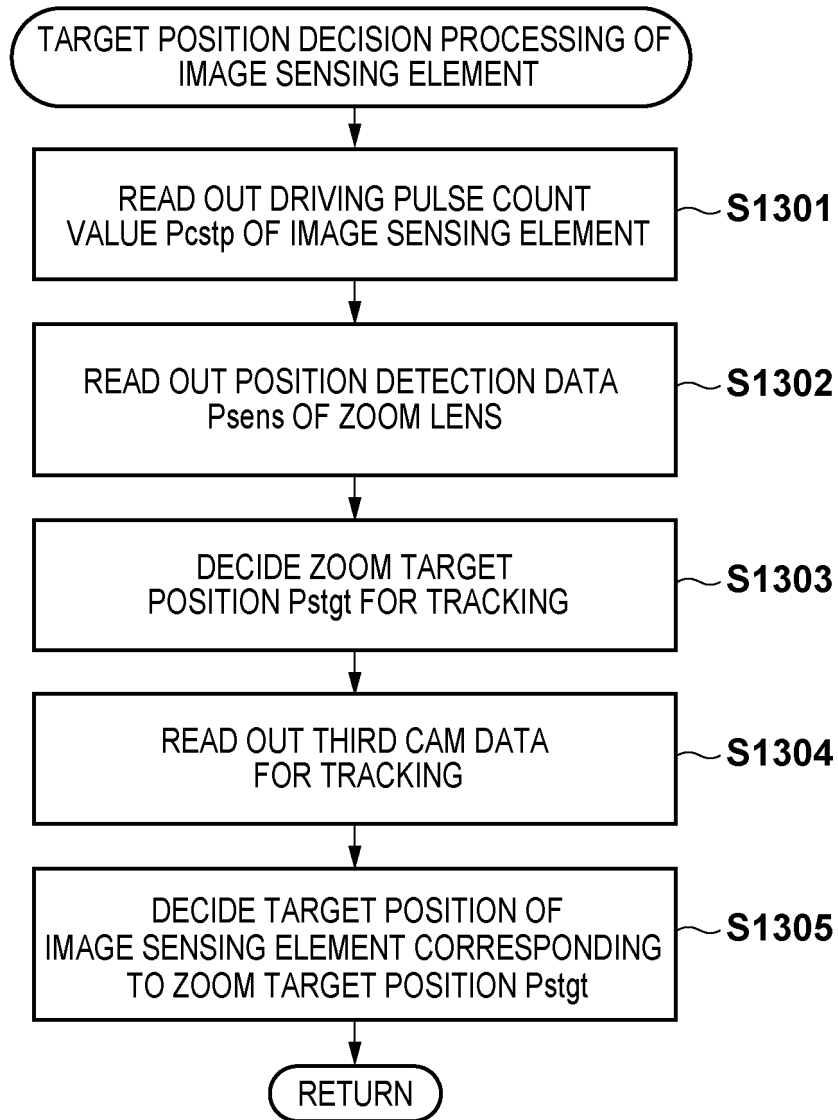 TARGET POSITION DECISION PROCESSING OF
IMAGE SENSING ELEMENT
READ OUT DRIVING PULSE COUNT
VALUE Pcstp OF IMAGE SENSING ELEMENT
S1301
READ OUT POSITION DETECTION DATA
Psens OF ZOOM LENS
S1302
DECIDE ZOOM TARGET
POSITION Pstgt FOR TRACKING
S1303
READ OUT THIRD CAM DATA
FOR TRACKING
S1304
DECIDE TARGET POSITION OF
IMAGE SENSING ELEMENT CORRESPONDING
TO ZOOM TARGET POSITION Pstgt
S1305
RETURN